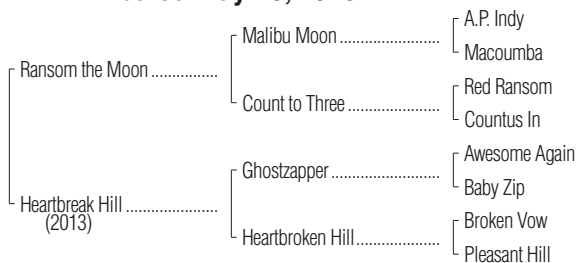 Malibu Moon
A.P. Indy
Macoumba
Ransom the Moon
Count to Three
Red Ransom
Countus In
Ghostzapper
Awesome Again
Baby Zip
Heartbreak Hill
(2013)
Heartbroken Hill
Broken Vow
Pleasant Hill